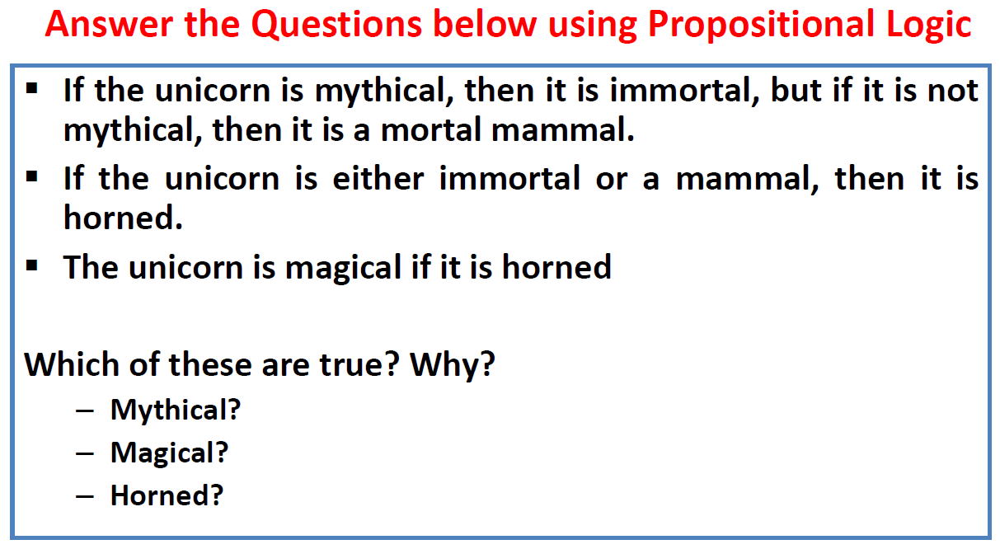 Answer the Questions below using Propositional Logic
▪ If the unicorn is mythical, then it is immortal, but if it is not
mythical, then it is a mortal mammal.
▪ If the unicorn is either immortal or a mammal, then it is
horned.
▪ The unicorn is magical if it is horned
Which of these are true? Why?
– Mythical?
– Magical?
– Horned?